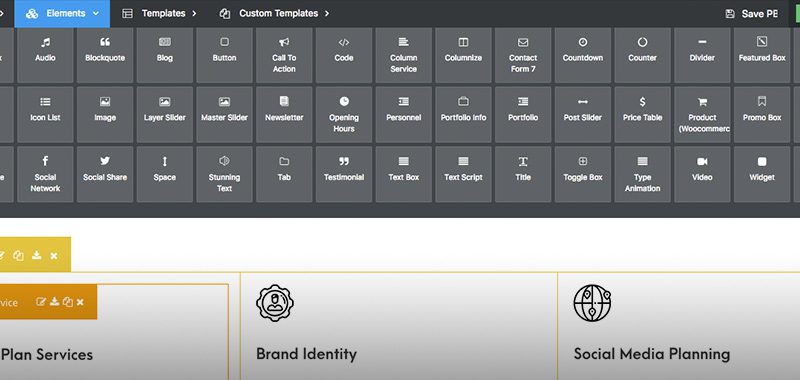 Elements
Templates
Custom Templates
Save PE
Audio
Blockquote
Blog
Button
Call To
Action
Code
Column
Service
Columnize
Contact
Form 7
Countdown
Counter
Divider
Featured Box
Icon List
Image
Layer Slider
Master Slider
Newsletter
Opening
Hours
Personnel
Portfolio Info
Portfolio
Post Slider
Price Table
Product
(Woocommerc
Promo Box
Social
Network
Social Share
Space
Stunning
Text
Tab
Testimonial
Text Box
Text Script
Title
Toggle Box
Type
Animation
Video
Widget
vice
Plan Services
Brand Identity
Social Media Planning